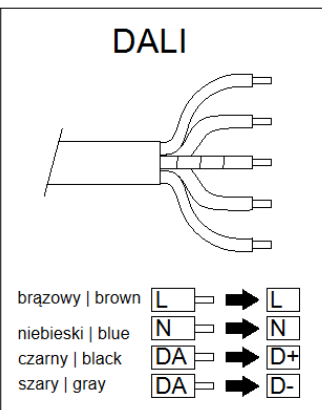 DALI
brązowy | brown L L
niebieski | blue N N
czarny | black DA D+
szary | gray DA D-